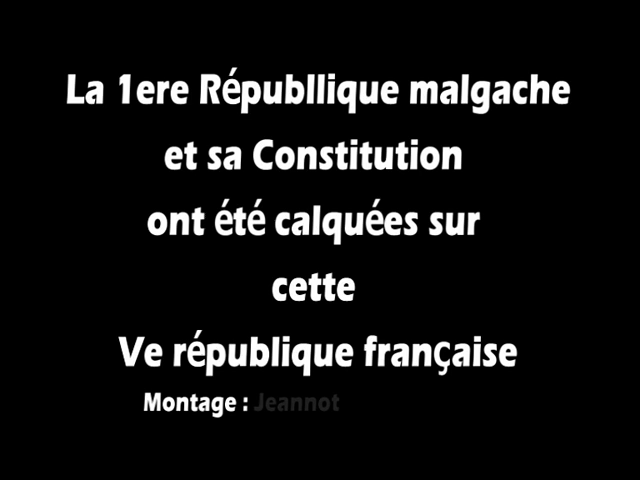 La 1ere Républlique malgache
et sa Constitution
ont été calquées sur
cette
Ve république française
Montage : Jeannot